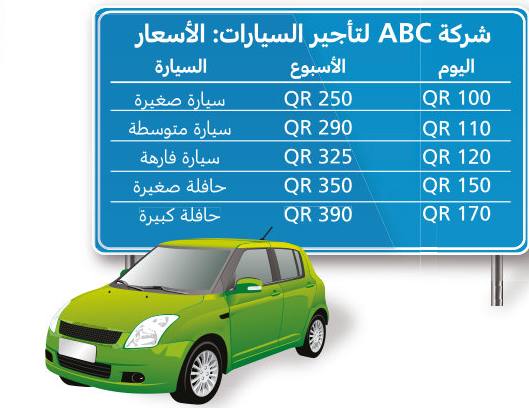 شركة ABC لتأجير السيارات: الأسعار
اليوم الأسبوع السيارة
QR 100 QR 250 سيارة صغيرة
QR 110 QR 290 سيارة متوسطة
QR 120 QR 325 سيارة فارهة
QR 150 QR 350 حافلة صغيرة
QR 170 QR 390 حافلة كبيرة